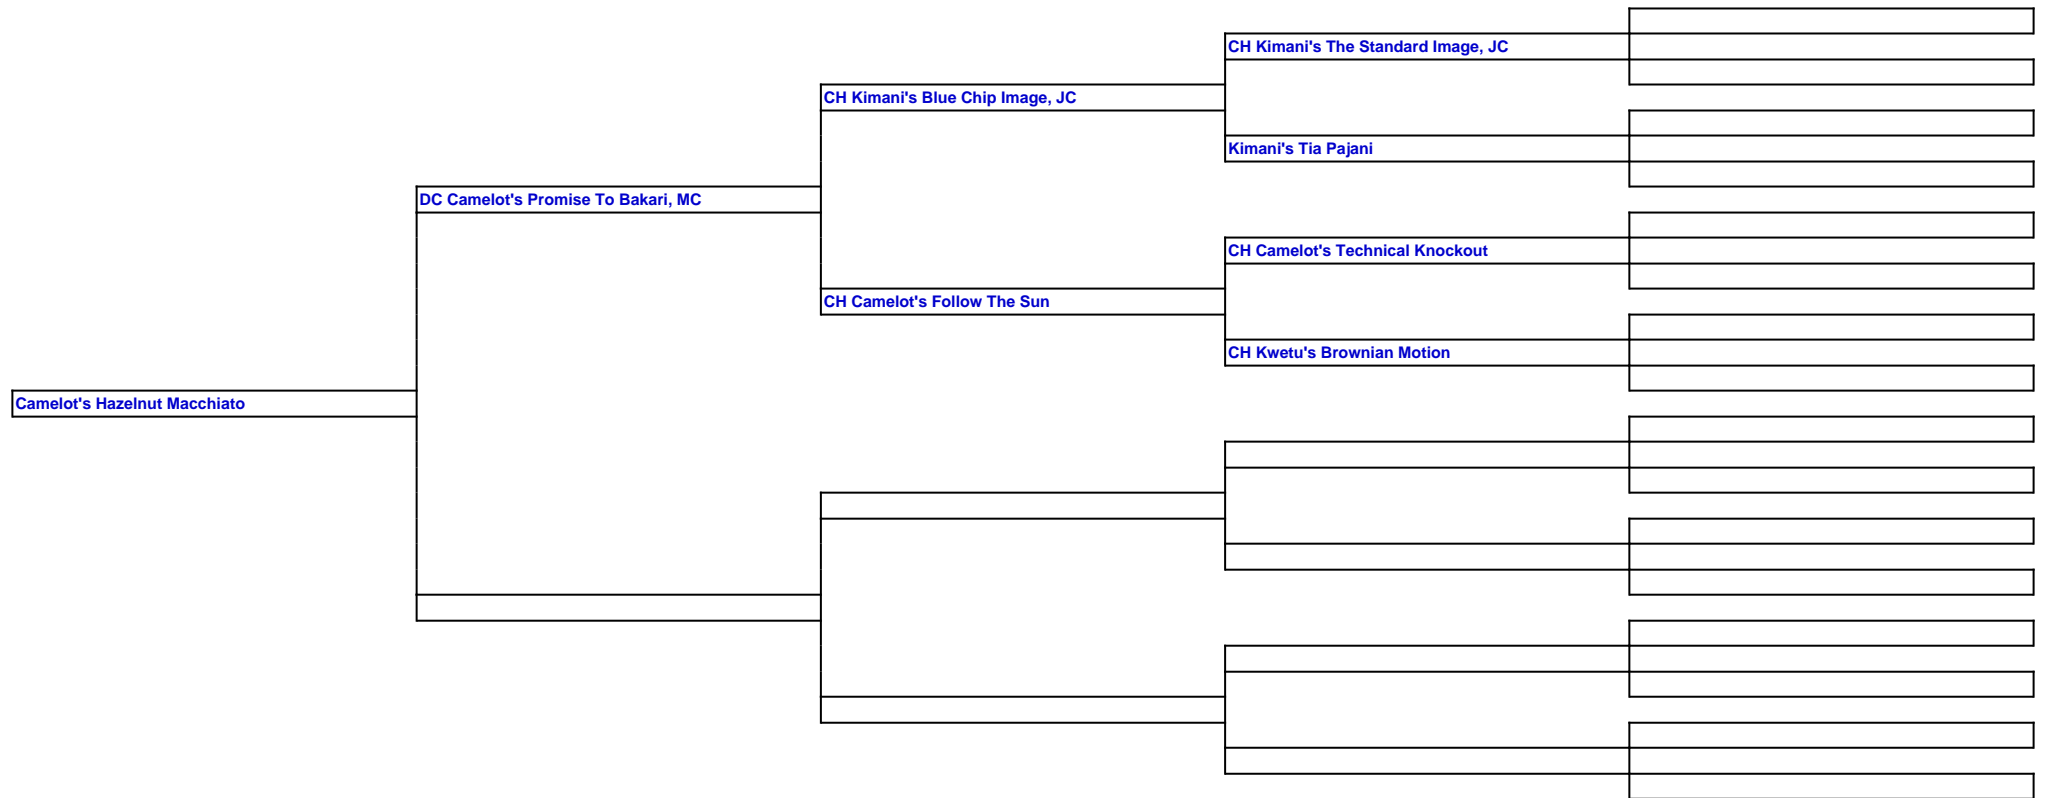 CH Kimani's The Standard Image, JC
CH Kimani's Blue Chip Image, JC
Kimani's Tia Pajani
DC Camelot's Promise To Bakari, MC
CH Camelot's Technical Knockout
CH Camelot's Follow The Sun
CH Kwetu's Brownian Motion
Camelot's Hazelnut Macchiato